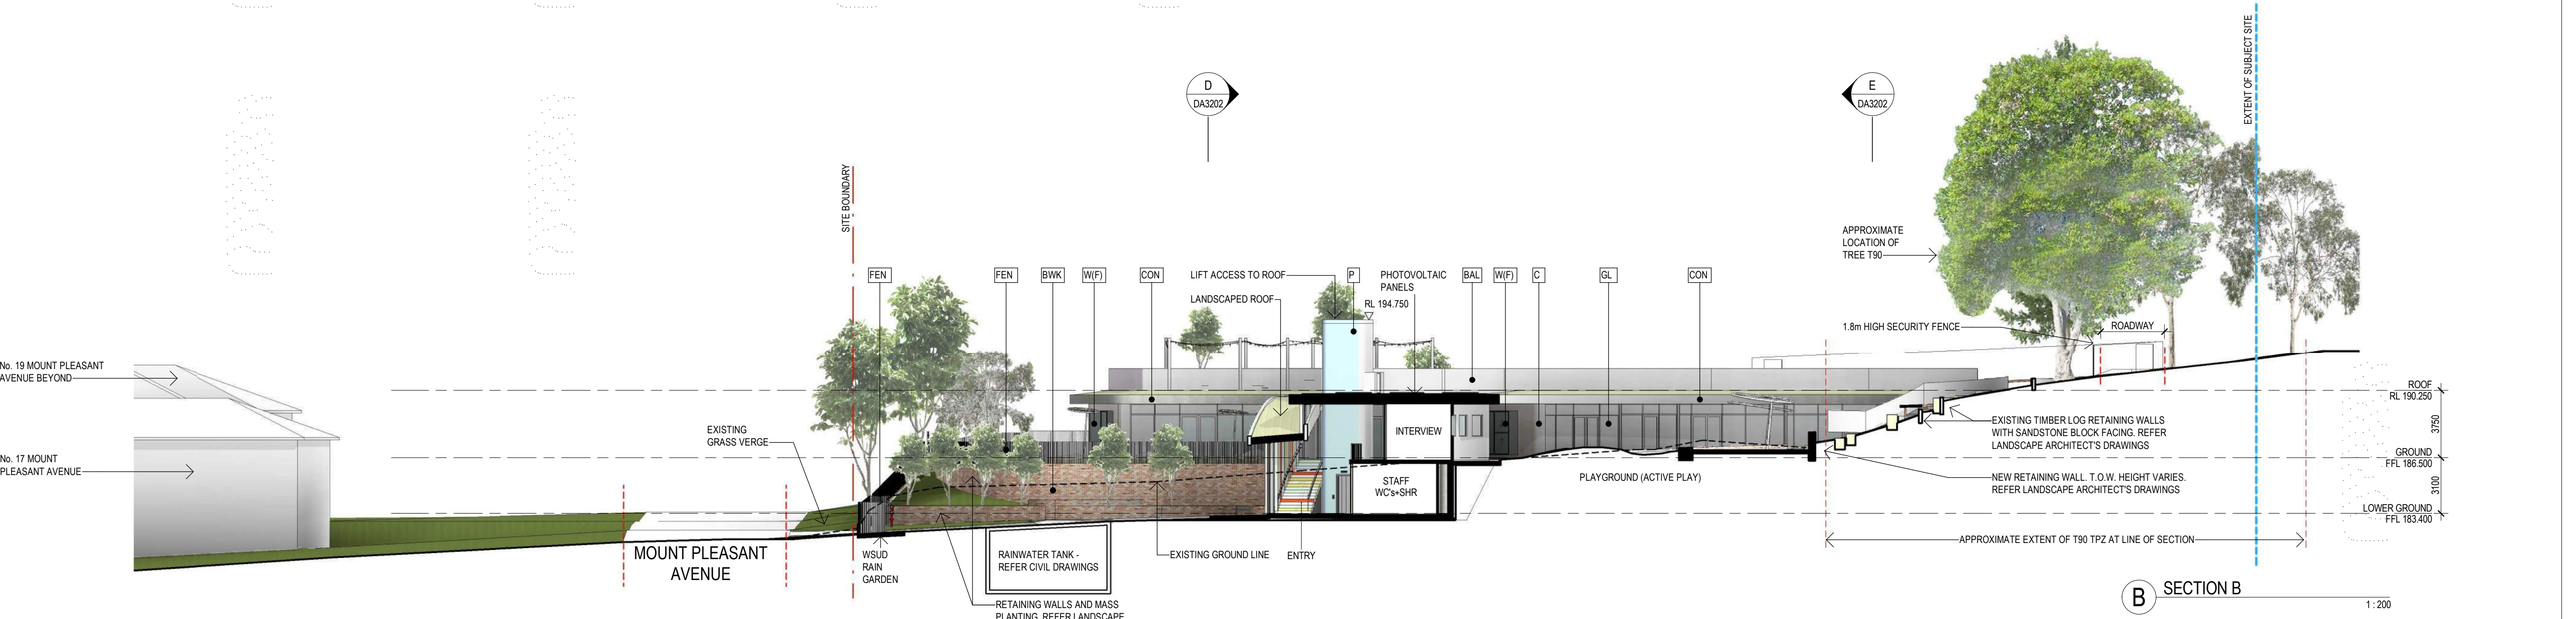 D
DA3202
E
DA3202
EXTENT OF SUBJECT SITE
SITE BOUNDARY
APPROXIMATE
LOCATION OF
TREE T90
FEN
FEN
BWK
W(F)
CON
LIFT ACCESS TO ROOF
P
PHOTOVOLTAIC
PANELS
BAL
W(F)
C
GL
CON
LANDSCAPED ROOF
RL 194.750
1.8m HIGH SECURITY FENCE
ROADWAY
No. 19 MOUNT PLEASANT
AVENUE BEYOND
ROOF
RL 190.250
3750
EXISTING
GRASS VERGE
INTERVIEW
EXISTING TIMBER LOG RETAINING WALLS
WITH SANDSTONE BLOCK FACING. REFER
LANDSCAPE ARCHITECT'S DRAWINGS
No. 17 MOUNT
PLEASANT AVENUE
GROUND
FFL 186.500
STAFF
WC's+SHR
PLAYGROUND (ACTIVE PLAY)
NEW RETAINING WALL. T.O.W. HEIGHT VARIES.
REFER LANDSCAPE ARCHITECT'S DRAWINGS
3100
LOWER GROUND
FFL 183.400
MOUNT PLEASANT
AVENUE
WSUD
RAIN
GARDEN
RAINWATER TANK -
REFER CIVIL DRAWINGS
EXISTING GROUND LINE
ENTRY
APPROXIMATE EXTENT OF T90 TPZ AT LINE OF SECTION
RETAINING WALLS AND MASS
PLANTING. REFER LANDSCAPE
B
SECTION B
1 : 200